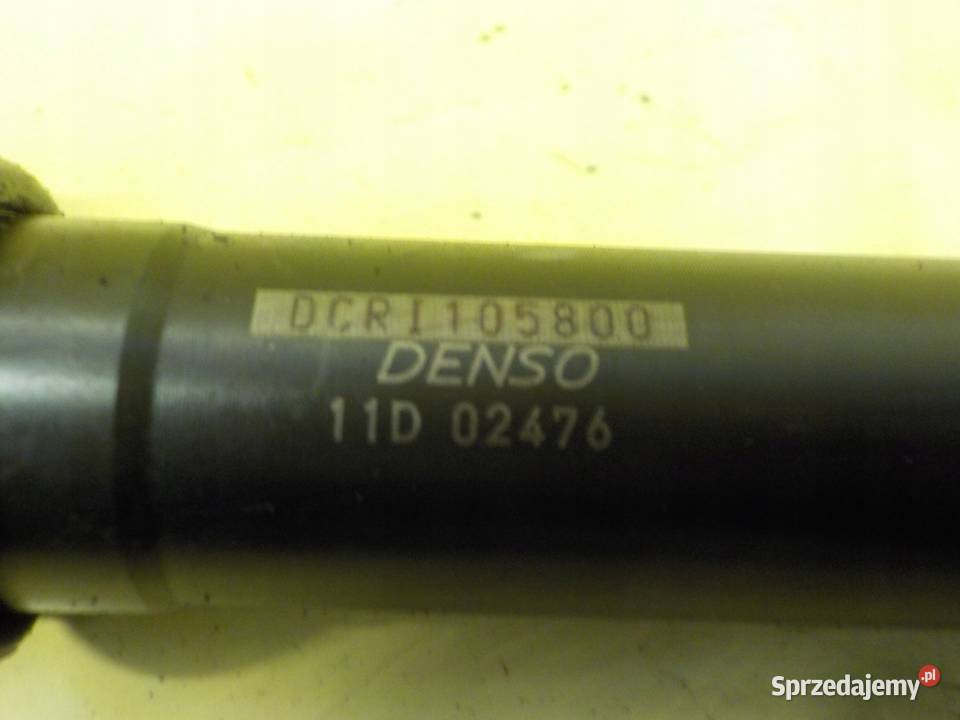 DCRI105800
DENSO
11D 02476
Sprzedajemy.pl